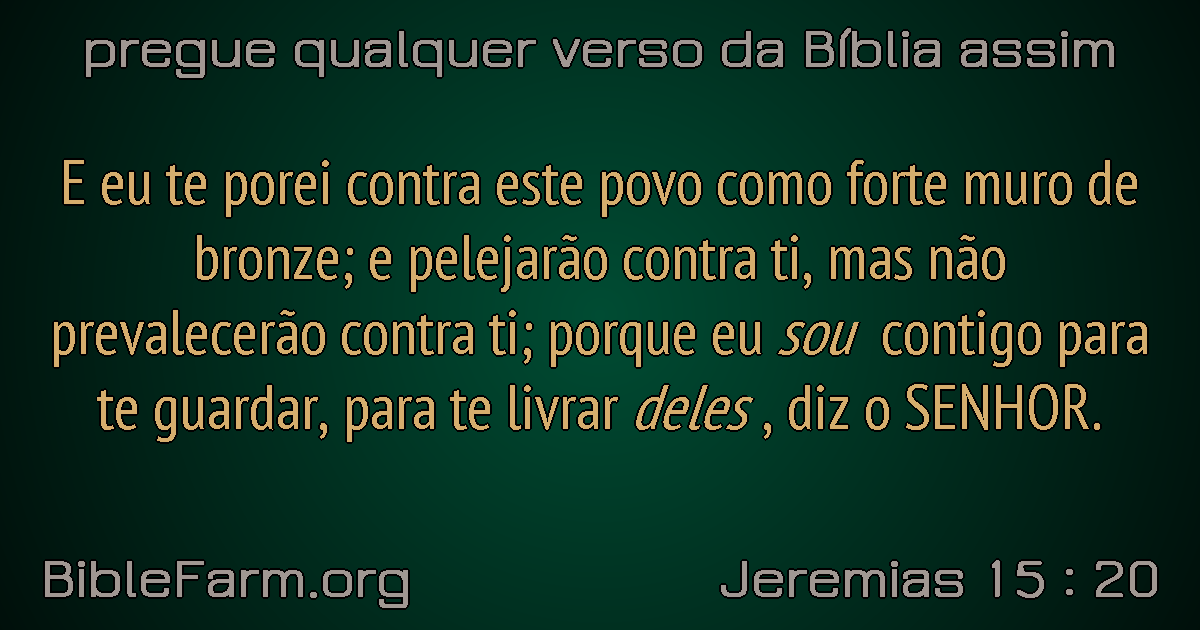 pregue qualquer verso da Bíblia assim
E eu te porei contra este povo como forte muro de
bronze; e pelejarão contra ti, mas não
prevalecerão contra ti; porque eu sou contigo para
te guardar, para te livrar deles , diz o SENHOR.
BibleFarm.org
Jeremias 15 : 20